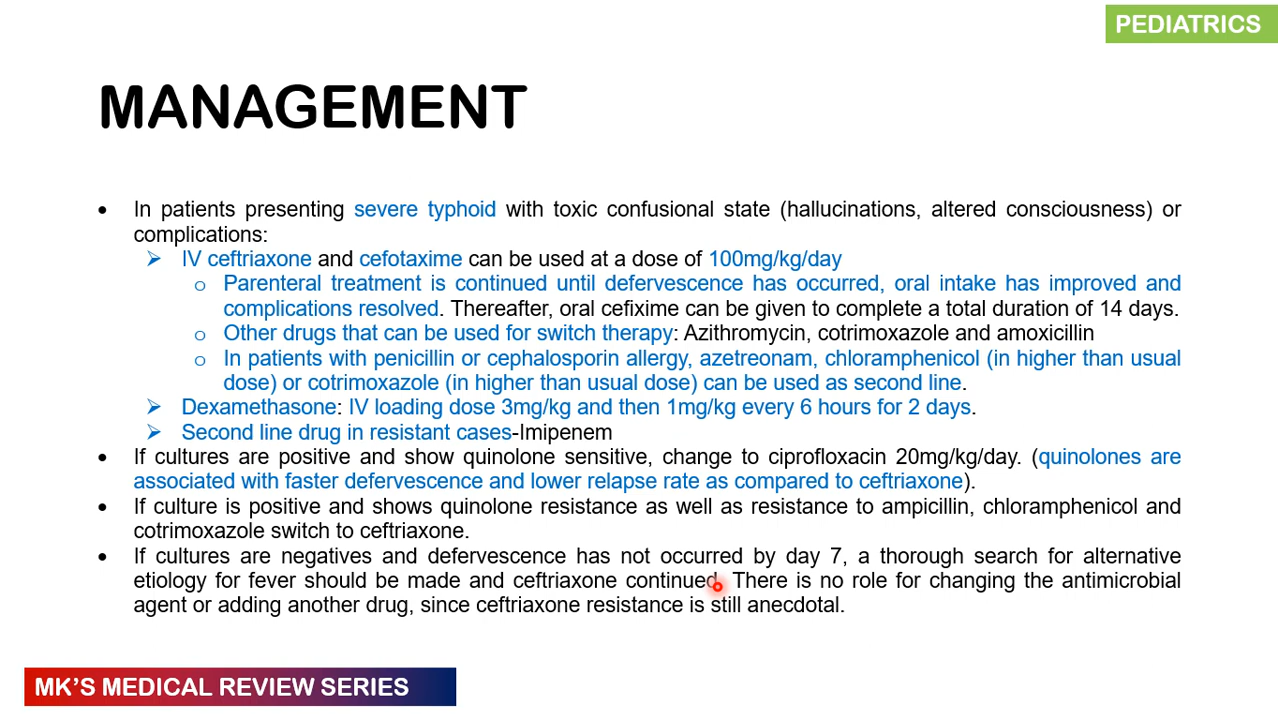 PEDIATRICS
MANAGEMENT
• In patients presenting severe typhoid with toxic confusional state (hallucinations, altered consciousness) or
complications:
➢ IV ceftriaxone and cefotaxime can be used at a dose of 100mg/kg/day
o Parenteral treatment is continued until defervescence has occurred, oral intake has improved and
complications resolved. Thereafter, oral cefixime can be given to complete a total duration of 14 days.
o Other drugs that can be used for switch therapy: Azithromycin, cotrimoxazole and amoxicillin
o In patients with penicillin or cephalosporin allergy, azetreonam, chloramphenicol (in higher than usual
dose) or cotrimoxazole (in higher than usual dose) can be used as second line.
➢ Dexamethasone: IV loading dose 3mg/kg and then 1mg/kg every 6 hours for 2 days.
➢ Second line drug in resistant cases-Imipenem
• If cultures are positive and show quinolone sensitive, change to ciprofloxacin 20mg/kg/day. (quinolones are
associated with faster defervescence and lower relapse rate as compared to ceftriaxone).
• If culture is positive and shows quinolone resistance as well as resistance to ampicillin, chloramphenicol and
cotrimoxazole switch to ceftriaxone.
• If cultures are negatives and defervescence has not occurred by day 7, a thorough search for alternative
etiology for fever should be made and ceftriaxone continued. There is no role for changing the antimicrobial
agent or adding another drug, since ceftriaxone resistance is still anecdotal.
MK'S MEDICAL REVIEW SERIES